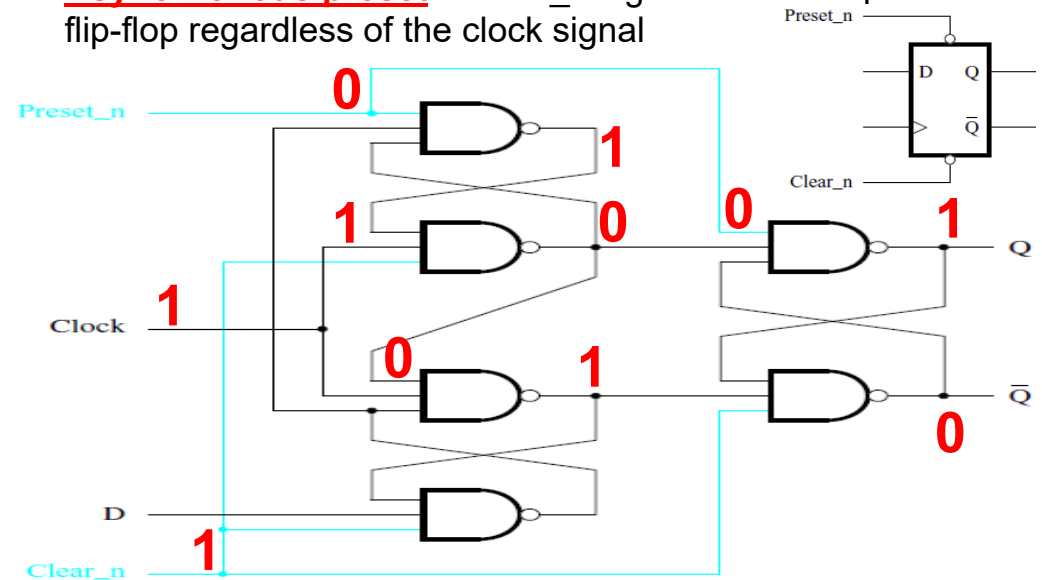 flip-flop regardless of the clock signal
Preset_n
D Q
Q̅
Clear_n
Preset_n
0
1
1
0
0
1
Q
Clock
1
0
1
Q̅
0
D
1
Clear_n